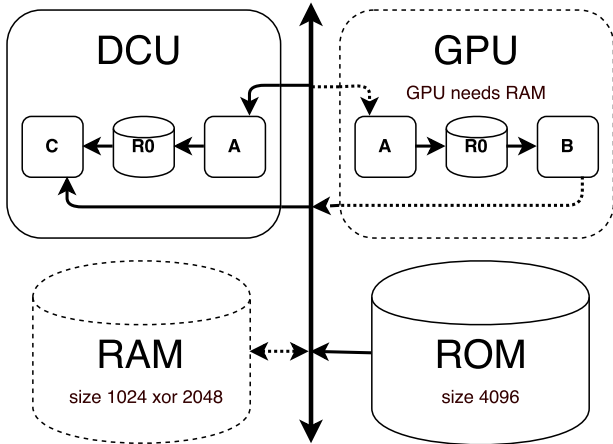 DCU
GPU
GPU needs RAM
C
R0
A
A
R0
B
RAM
size 1024 xor 2048
ROM
size 4096